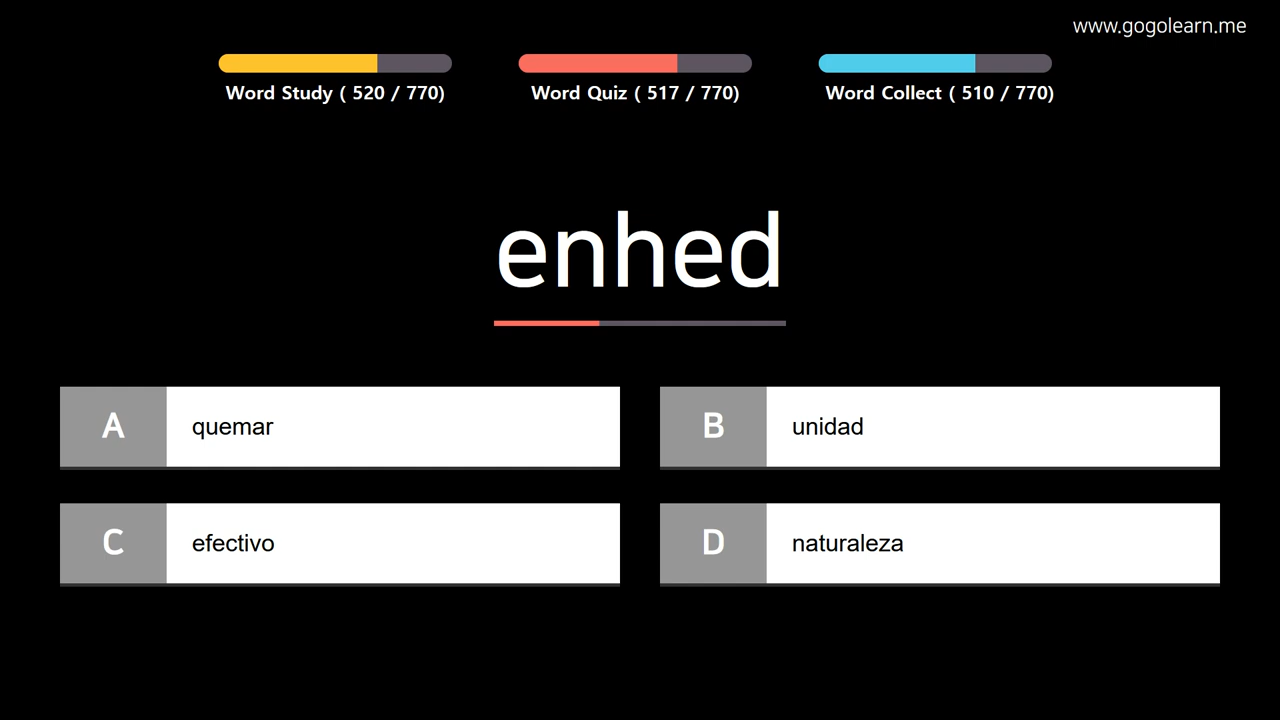 www.gogolearn.me
Word Study ( 520 / 770)
Word Quiz ( 517 / 770)
Word Collect ( 510 / 770)
enhed
A quemar
B unidad
C efectivo
D naturaleza